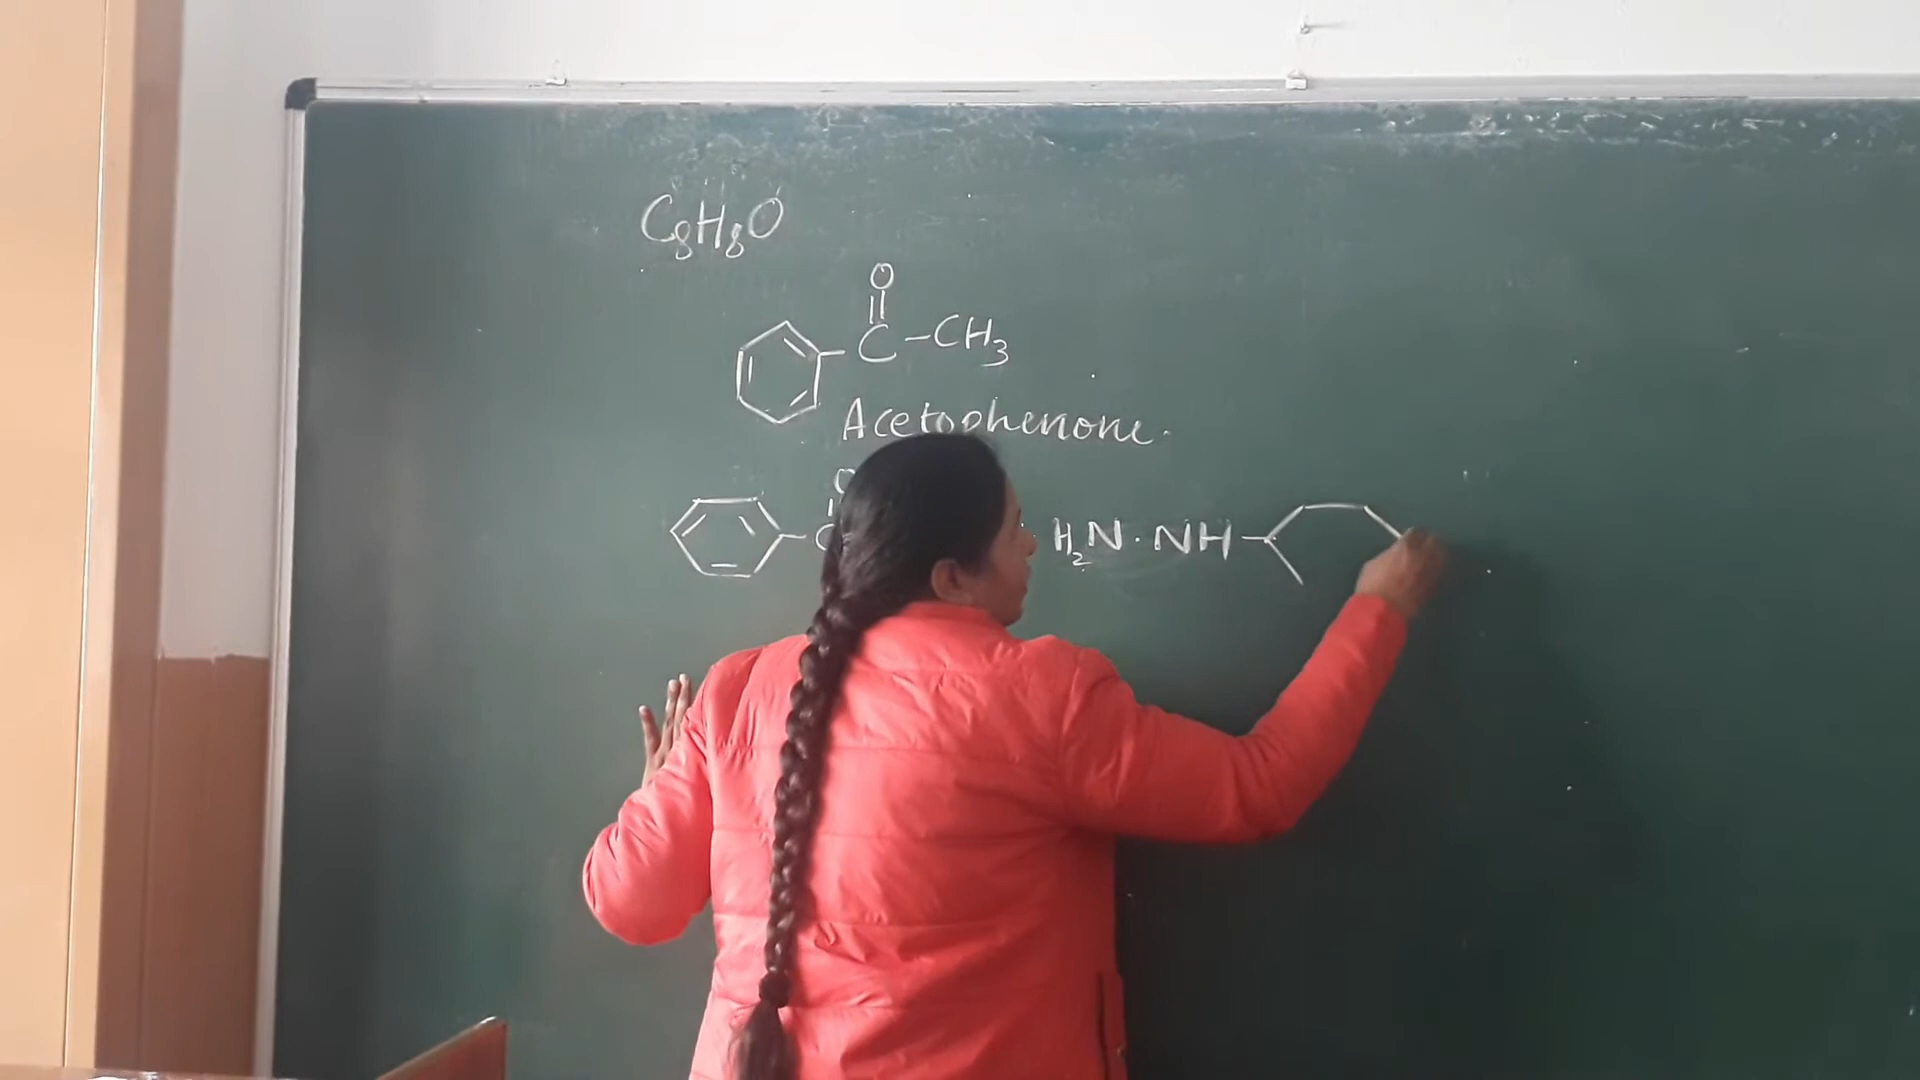 C8H8O
O
C-CH3
Acetophenone.
O
C H2N.NH